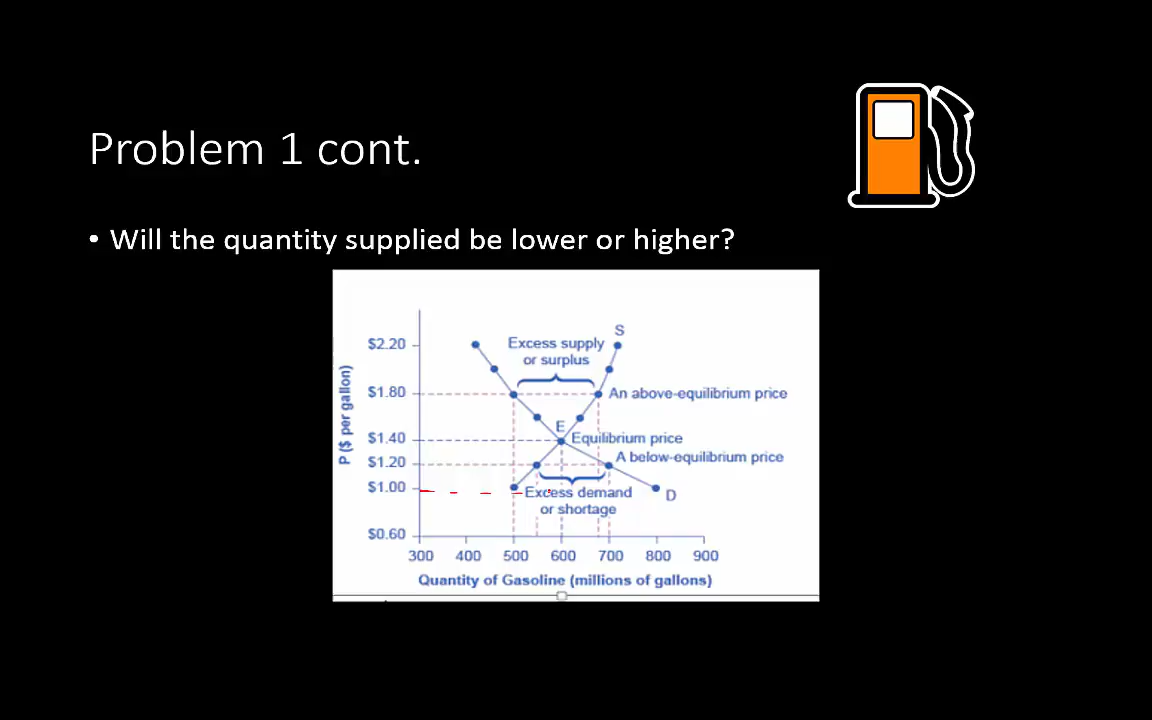 Problem 1 cont.
• Will the quantity supplied be lower or higher?
S
$2.20
Excess supply
or surplus
$1.80
An above-equilibrium price
P ($ per gallon)
E
$1.40
Equilibrium price
$1.20
A below-equilibrium price
$1.00
Excess demand
D
or shortage
$0.60
300 400 500 600 700 800 900
Quantity of Gasoline (millions of gallons)